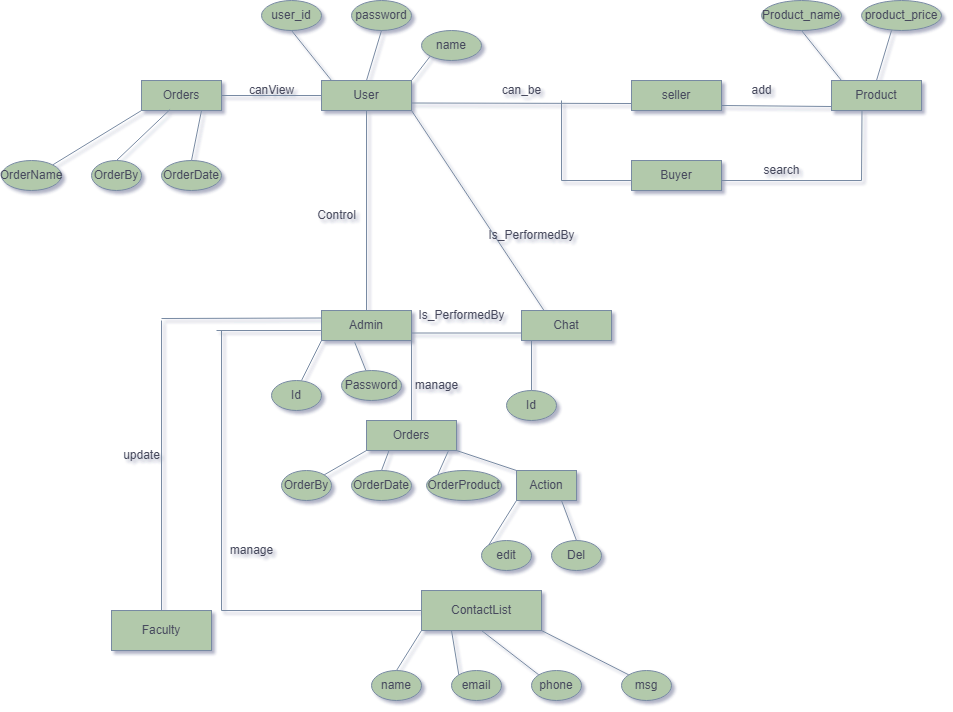 user_id
password
Product_name
product_price
name
Orders
canView
User
can_be
seller
add
Product
OrderName
OrderBy
OrderDate
Buyer
search
Control
Is_PerformedBy
Admin
Is_PerformedBy
Chat
Id
Password
manage
Id
Orders
update
OrderBy
OrderDate
OrderProduct
Action
manage
edit
Del
Faculty
ContactList
name
email
phone
msg